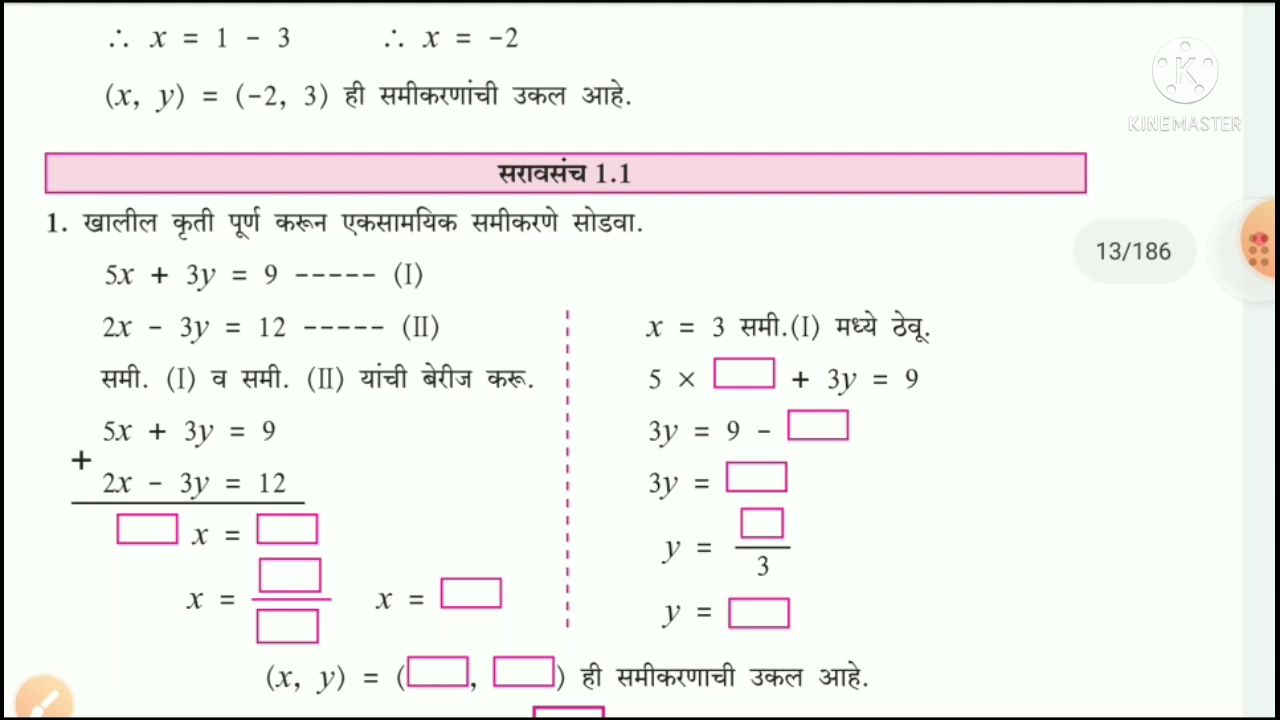 ∴ x = 1 - 3 ∴ x = -2
(x, y) = (-2, 3) ही समीकरणांची उकल आहे.
KINEMASTER
सरावसंच 1.1
1. खालील कृती पूर्ण करून एकसामयिक समीकरणे सोडवा.
13/186
5x + 3y = 9 ----- (I)
2x - 3y = 12 ----- (II)
समी. (I) व समी. (II) यांची बेरीज करू.
5x + 3y = 9
+
2x - 3y = 12
□ x = □
x = □/□ x = □
x = 3 समी.(I) मध्ये ठेवू.
5 × □ + 3y = 9
3y = 9 - □
3y = □
y = □/3
y = □
(x, y) = (□, □) ही समीकरणाची उकल आहे.